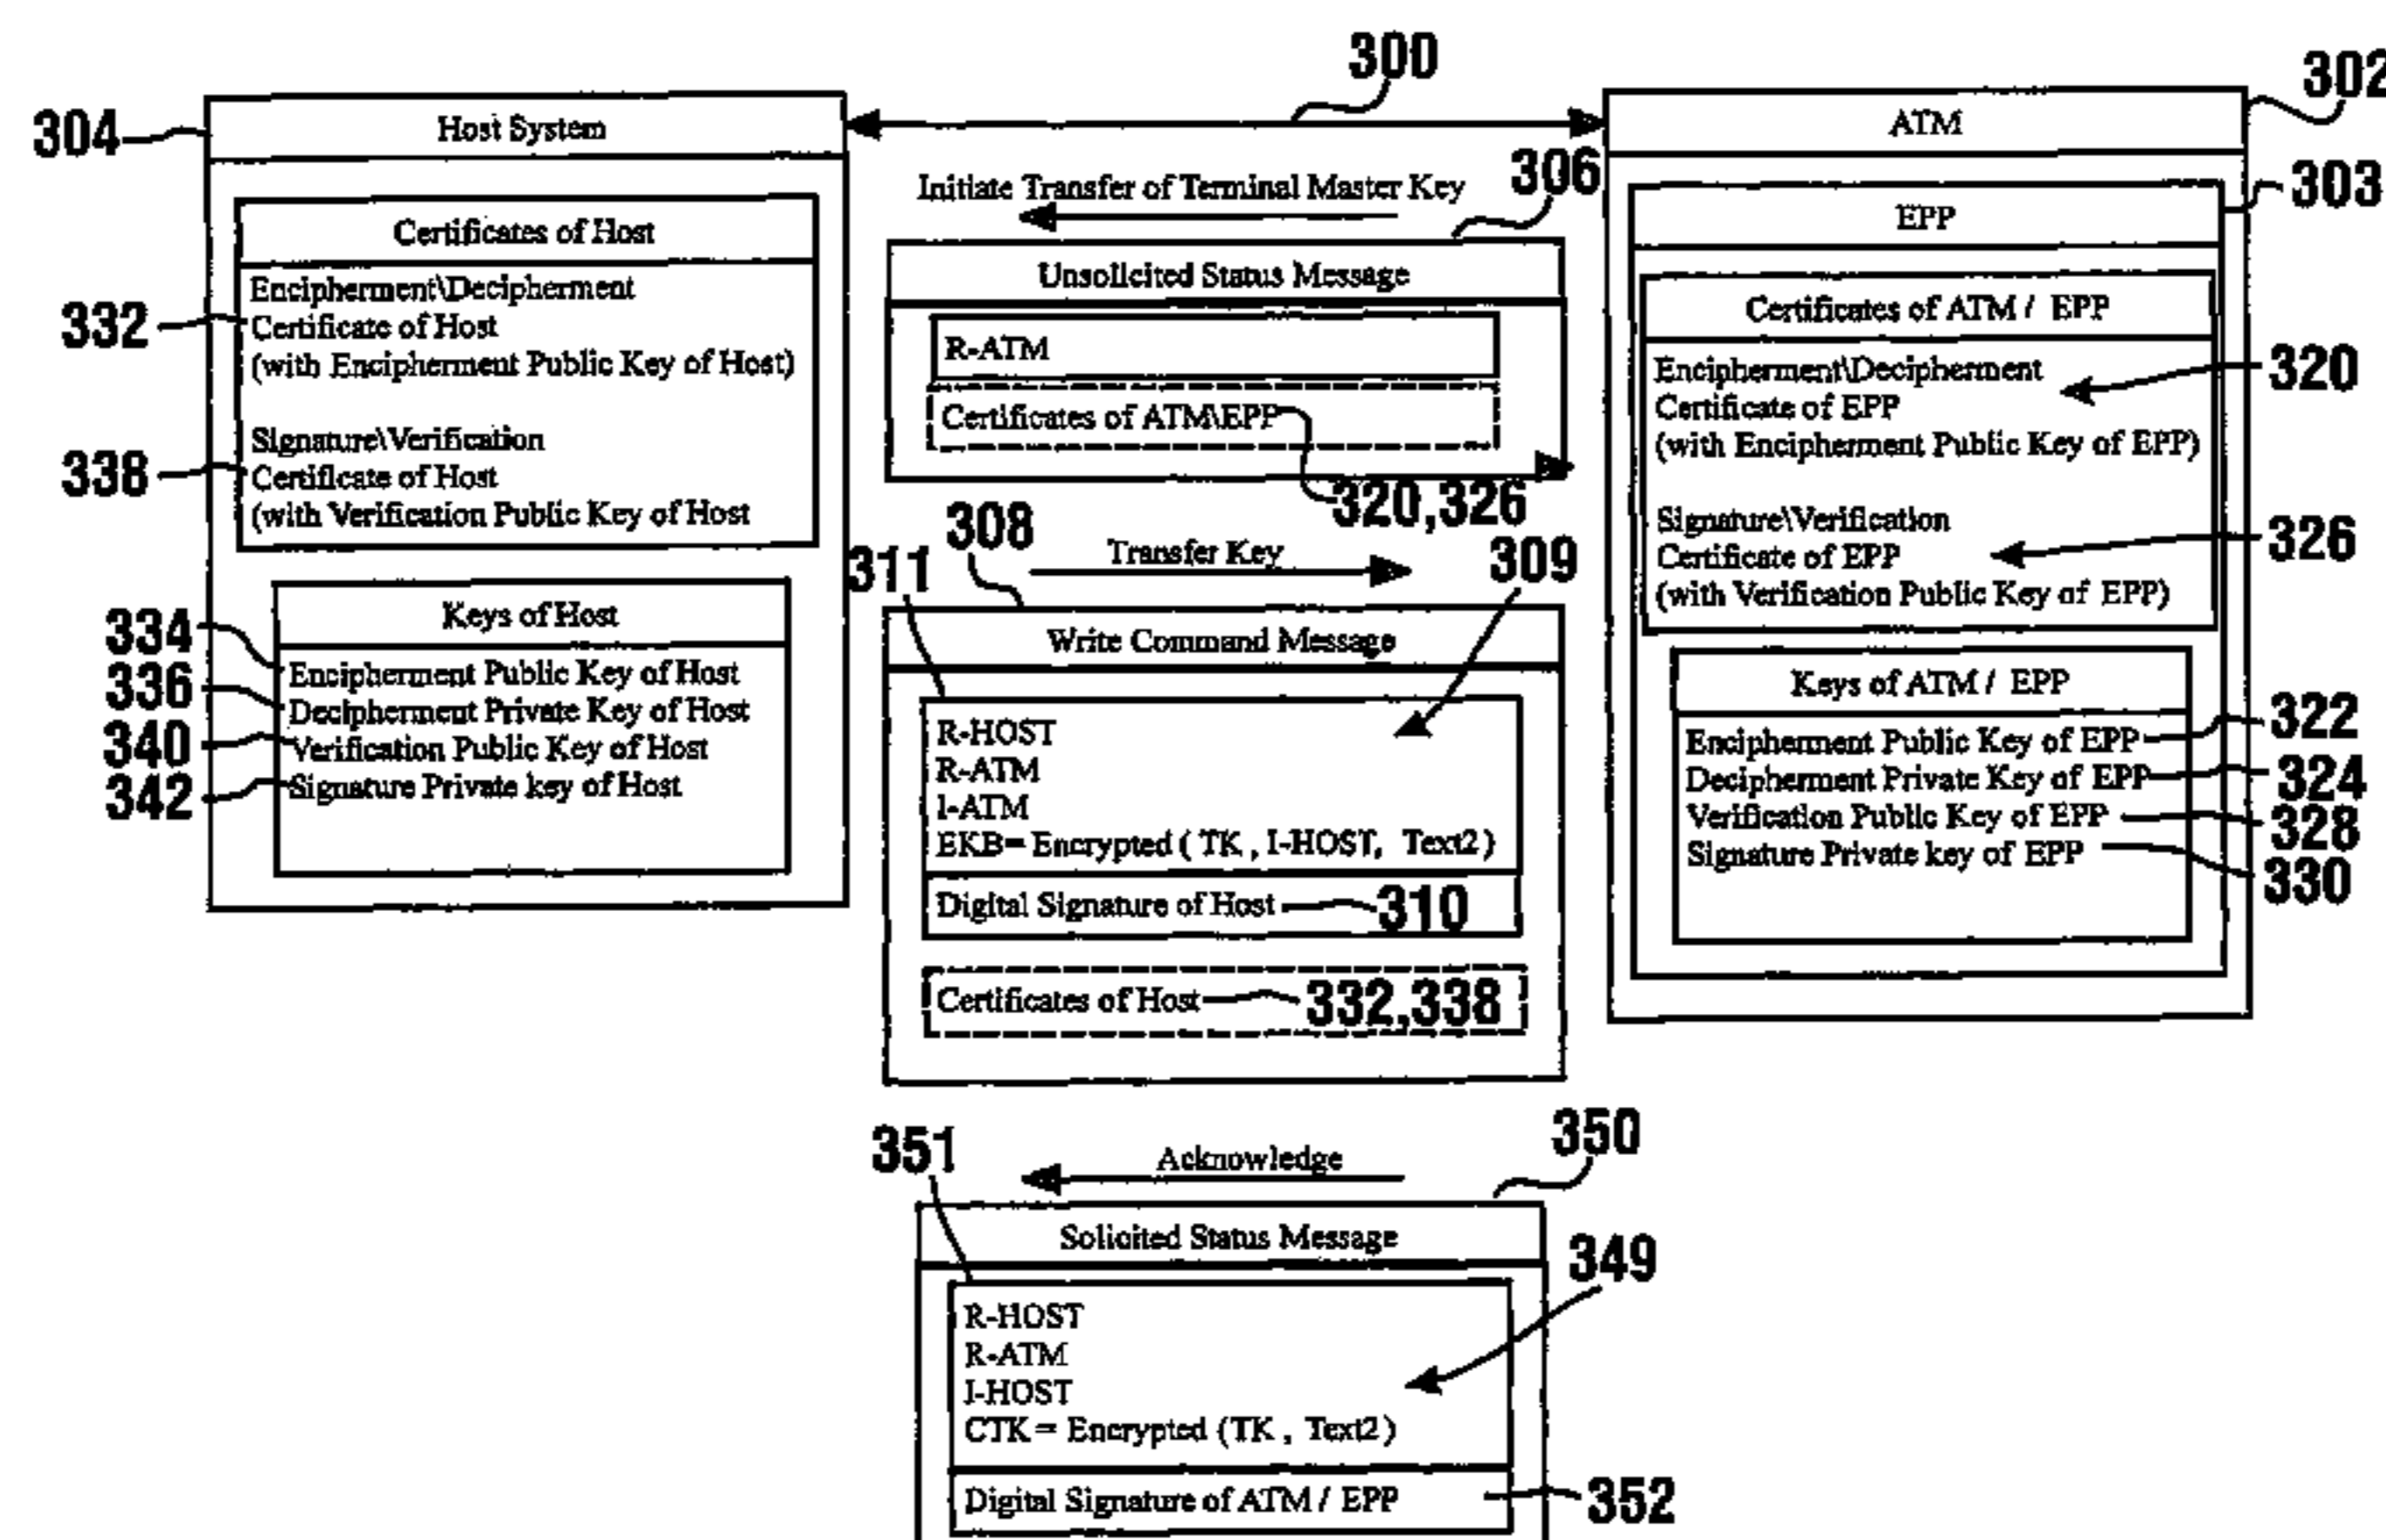 300
302
304
Host System
ATM
303
306
Initiate Transfer of Terminal Master Key
EPP
Certificates of Host
Unsolicited Status Message
Certificates of ATM / EPP
332
Encipherment\Decipherment
Certificate of Host
(with Encipherment Public Key of Host)
R-ATM
Certificates of ATM\EPP
320
Encipherment\Decipherment
Certificate of EPP
(with Encipherment Public Key of EPP)
338
Signature\Verification
Certificate of Host
(with Verification Public Key of Host
320,326
308
Transfer Key
311
309
Signature\Verification
Certificate of EPP
(with Verification Public Key of EPP)
326
Keys of Host
Write Command Message
Keys of ATM / EPP
334
Encipherment Public Key of Host
336
Decipherment Private Key of Host
340
Verification Public Key of Host
342
Signature Private key of Host
R-HOST
R-ATM
I-ATM
EKB= Encrypted ( TK , I-HOST, Text2 )
Digital Signature of Host
310
Encipherment Public Key of EPP
322
Decipherment Private Key of EPP
324
Verification Public Key of EPP
328
Signature Private key of EPP
330
Certificates of Host
332,338
351
Acknowledge
350
Solicited Status Message
349
R-HOST
R-ATM
I-HOST
CTK = Encrypted (TK , Text2 )
Digital Signature of ATM / EPP
352